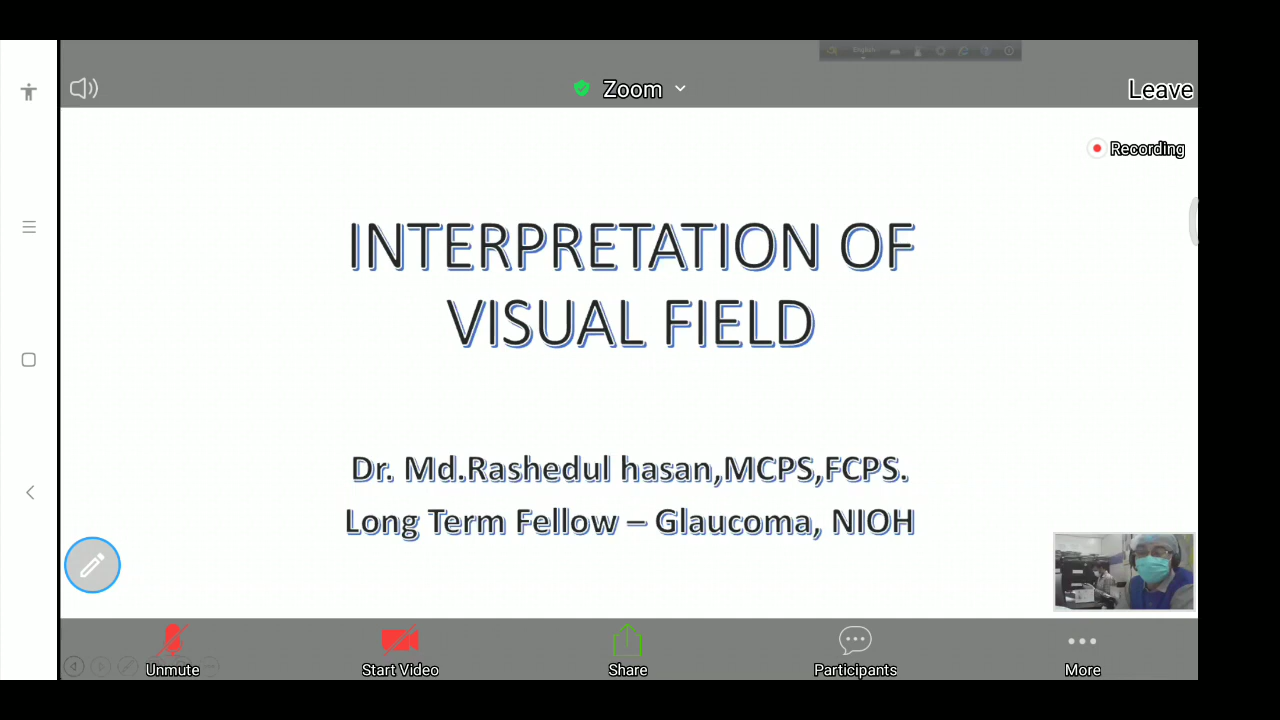 English
Zoom
Leave
Recording
INTERPRETATION OF
VISUAL FIELD
Dr. Md.Rashedul hasan,MCPS,FCPS.
Long Term Fellow – Glaucoma, NIOH
Unmute
Start Video
Share
Participants
More